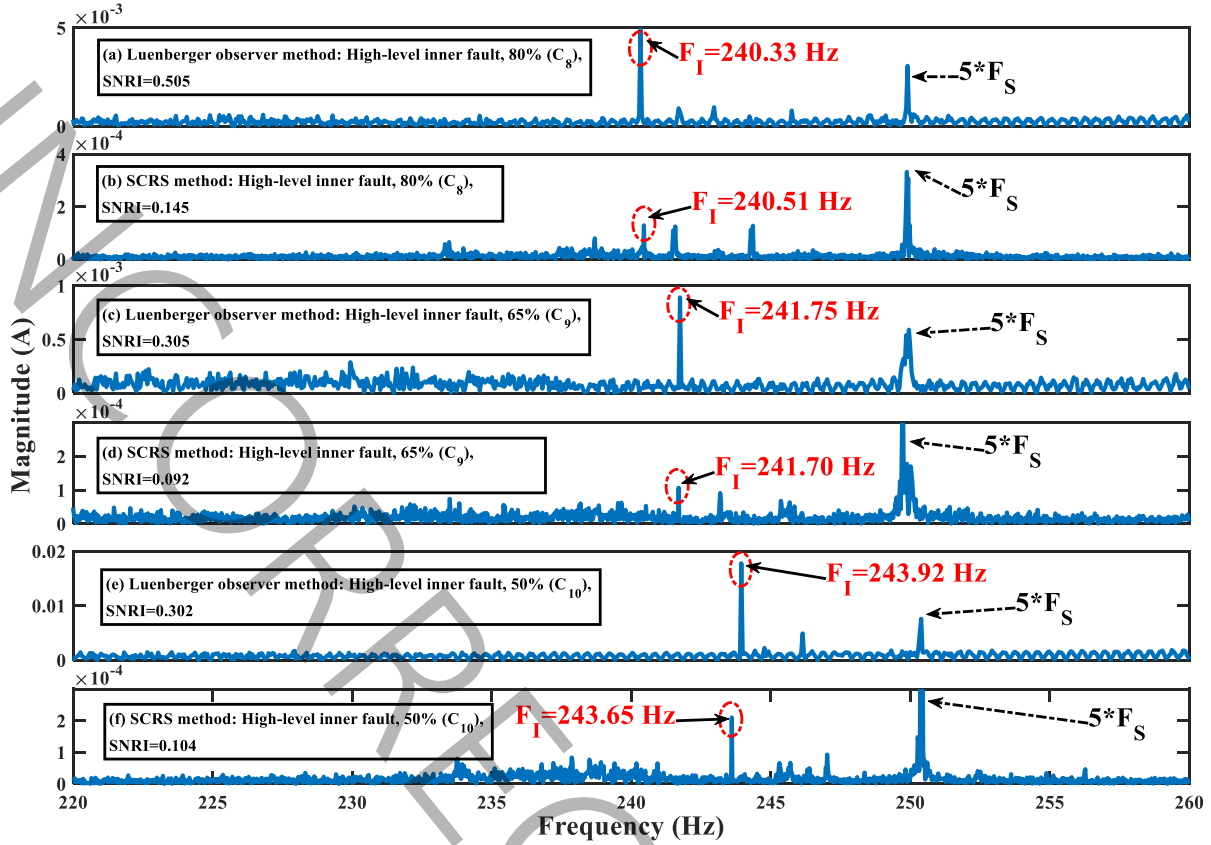 ×10^-3
5
0
(a) Luenberger observer method: High-level inner fault, 80% (C_8),
SNRI=0.505
F_I=240.33 Hz
5*F_S
×10^-4
4
2
0
(b) SCRS method: High-level inner fault, 80% (C_8),
SNRI=0.145
F_I=240.51 Hz
5*F_S
×10^-3
1
0.5
0
(c) Luenberger observer method: High-level inner fault, 65% (C_9),
SNRI=0.305
F_I=241.75 Hz
5*F_S
×10^-4
2
1
0
(d) SCRS method: High-level inner fault, 65% (C_9),
SNRI=0.092
F_I=241.70 Hz
5*F_S
0.02
0.01
0
(e) Luenberger observer method: High-level inner fault, 50% (C_10),
SNRI=0.302
F_I=243.92 Hz
5*F_S
×10^-4
2
1
0
(f) SCRS method: High-level inner fault, 50% (C_10),
SNRI=0.104
F_I=243.65 Hz
5*F_S
220 225 230 235 240 245 250 255 260
Frequency (Hz)
Magnitude (A)